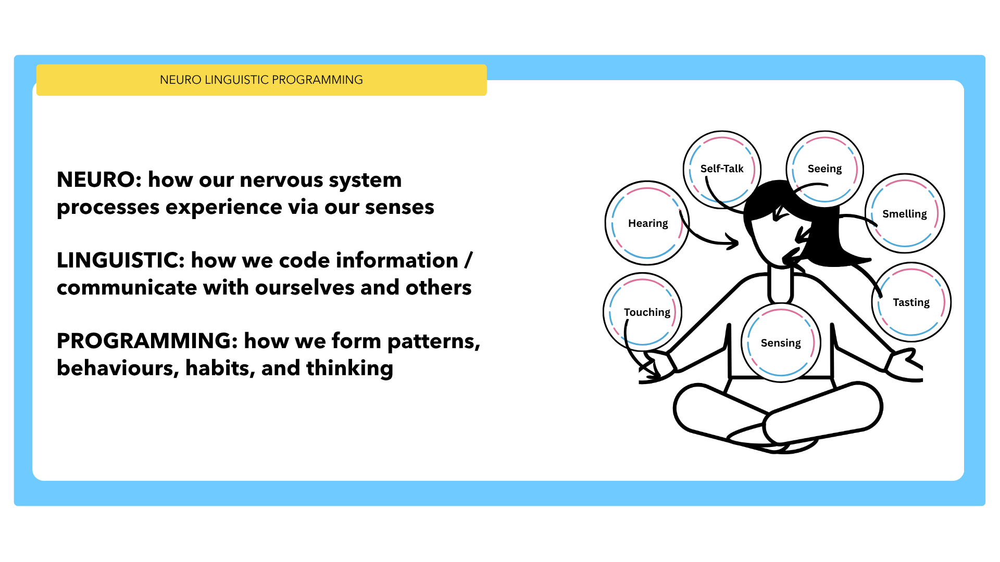 NEURO LINGUISTIC PROGRAMMING
NEURO: how our nervous system
processes experience via our senses
LINGUISTIC: how we code information /
communicate with ourselves and others
PROGRAMMING: how we form patterns,
behaviours, habits, and thinking
Self-Talk
Seeing
Hearing
Smelling
Touching
Tasting
Sensing